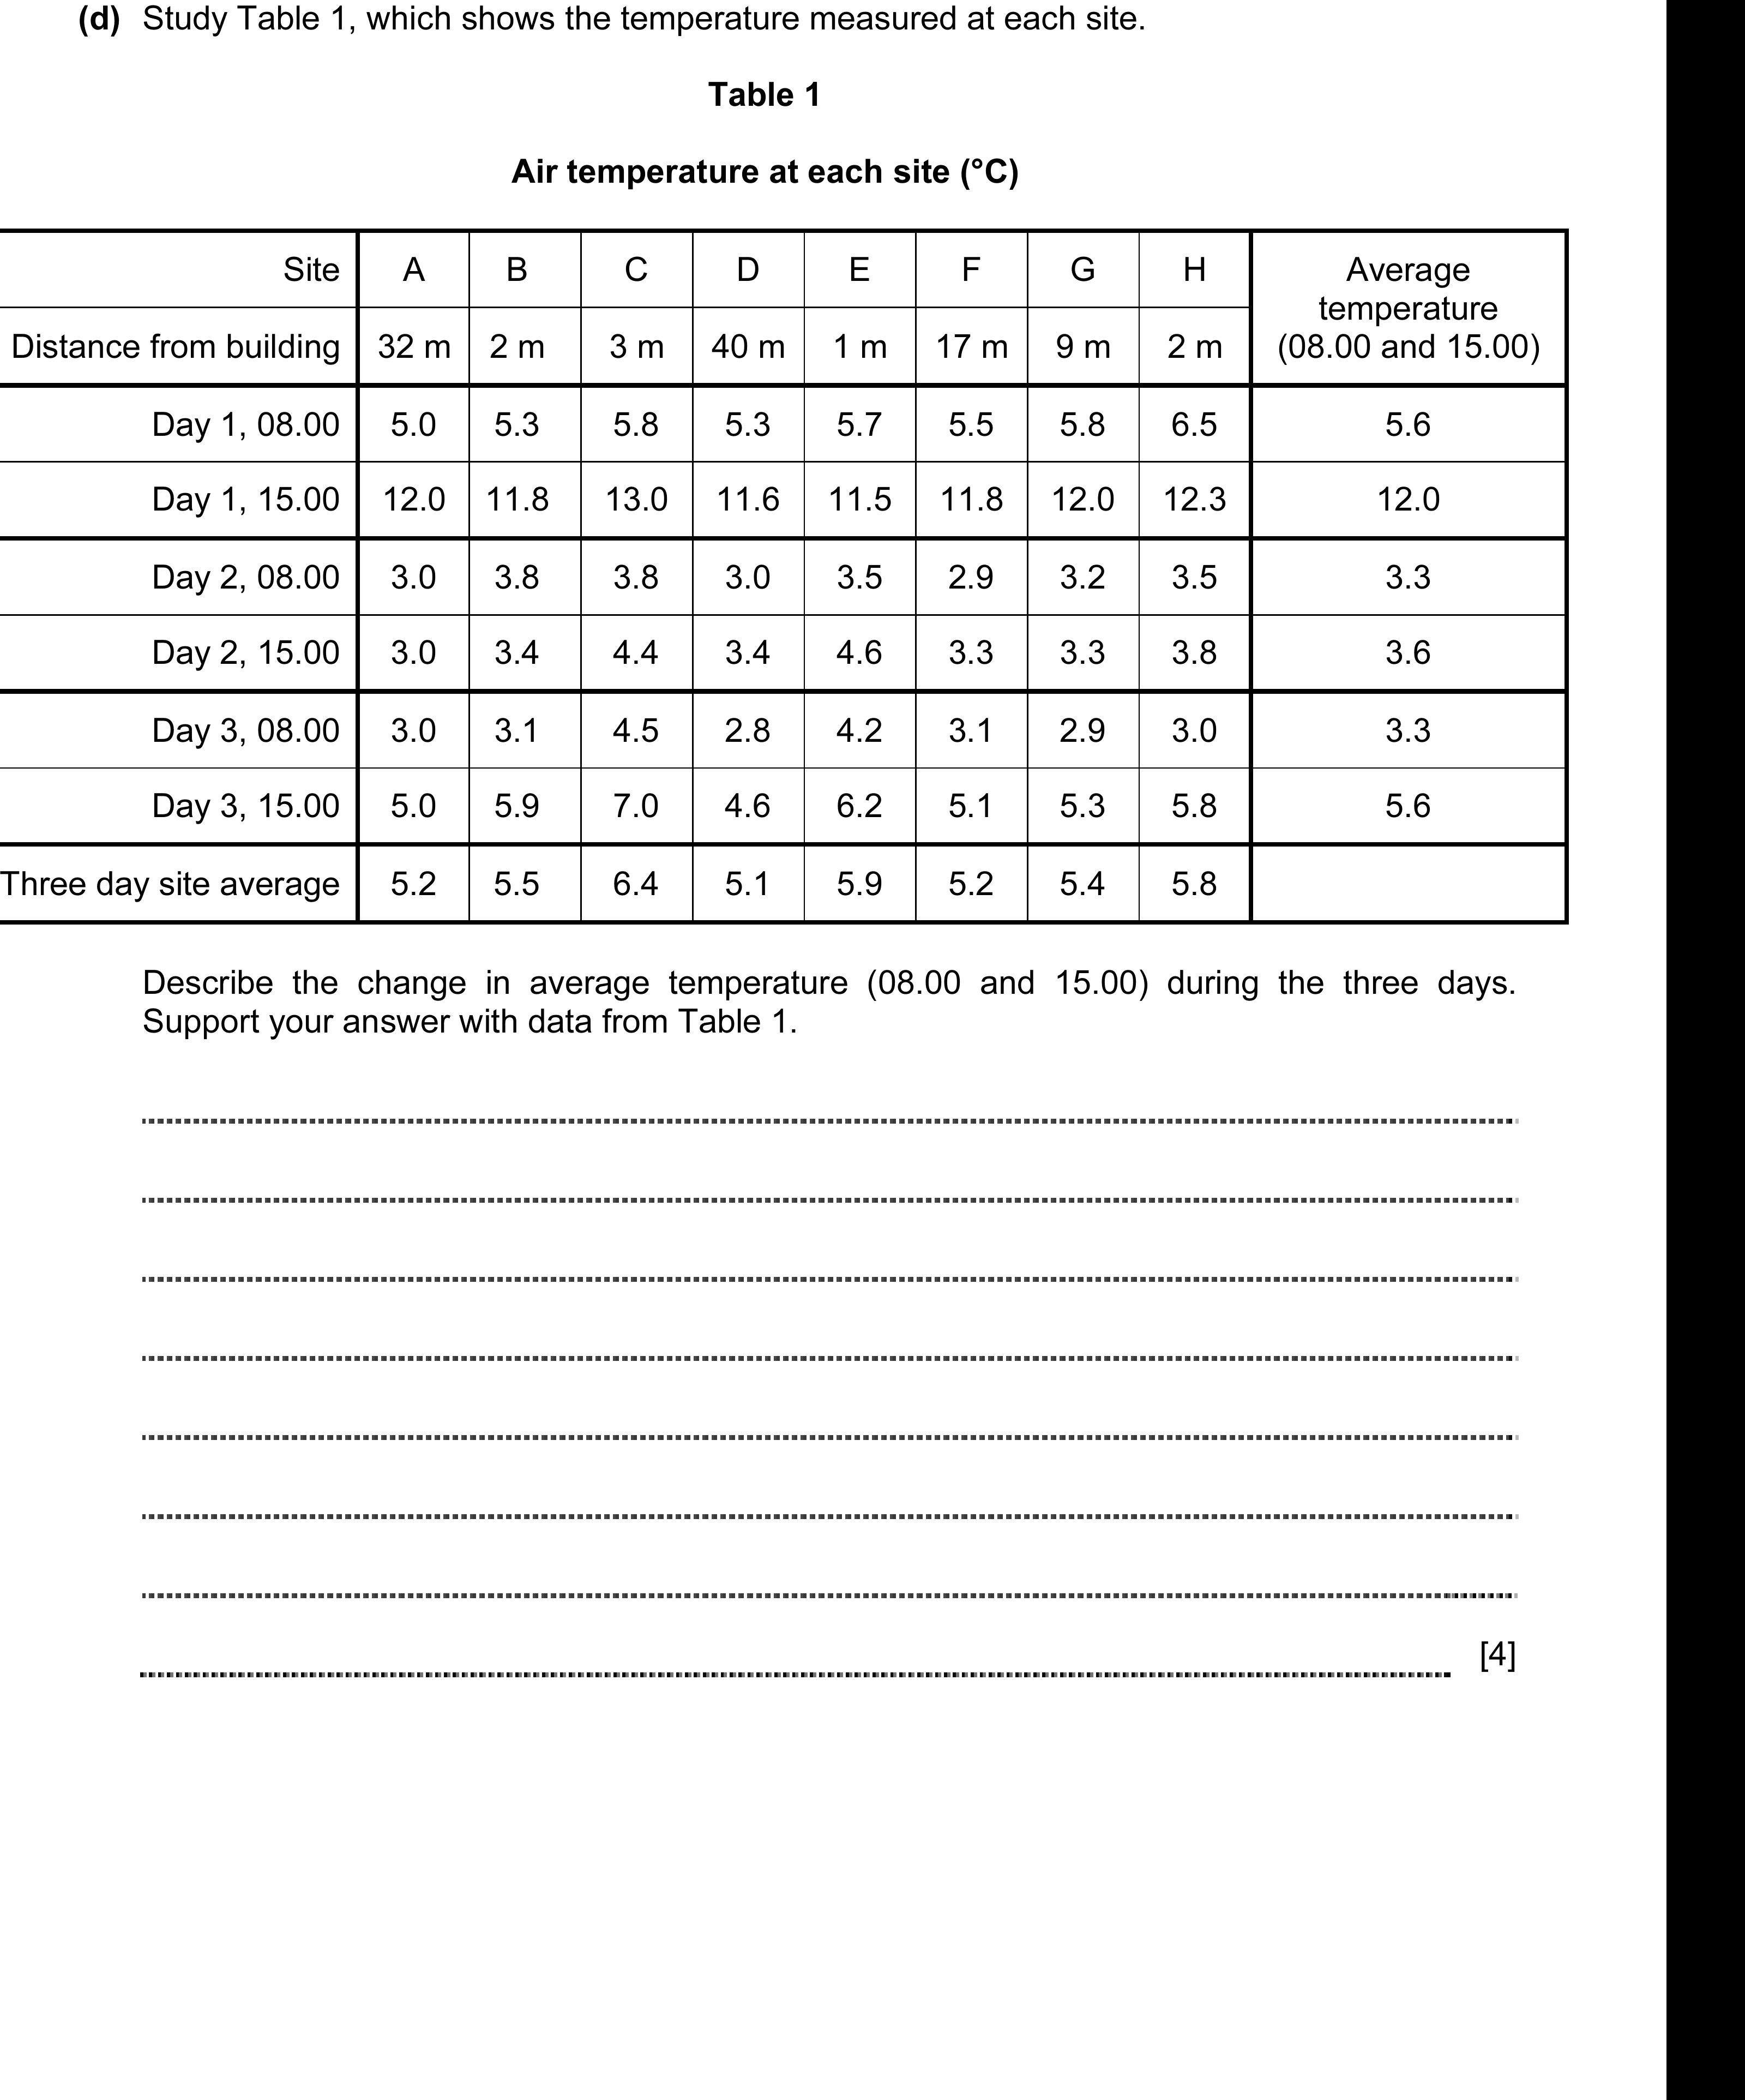 (d) Study Table 1, which shows the temperature measured at each site.
Table 1
Air temperature at each site (°C)
Site A B C D E F G H Average
temperature
Distance from building 32 m 2 m 3 m 40 m 1 m 17 m 9 m 2 m (08.00 and 15.00)
Day 1, 08.00 5.0 5.3 5.8 5.3 5.7 5.5 5.8 6.5 5.6
Day 1, 15.00 12.0 11.8 13.0 11.6 11.5 11.8 12.0 12.3 12.0
Day 2, 08.00 3.0 3.8 3.8 3.0 3.5 2.9 3.2 3.5 3.3
Day 2, 15.00 3.0 3.4 4.4 3.4 4.6 3.3 3.3 3.8 3.6
Day 3, 08.00 3.0 3.1 4.5 2.8 4.2 3.1 2.9 3.0 3.3
Day 3, 15.00 5.0 5.9 7.0 4.6 6.2 5.1 5.3 5.8 5.6
Three day site average 5.2 5.5 6.4 5.1 5.9 5.2 5.4 5.8
Describe the change in average temperature (08.00 and 15.00) during the three days.
Support your answer with data from Table 1.
[4]